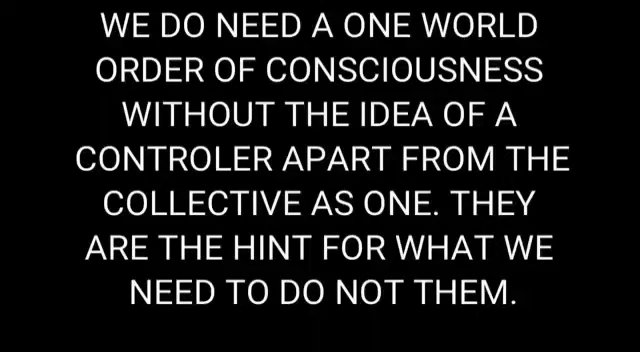 WE DO NEED A ONE WORLD
ORDER OF CONSCIOUSNESS
WITHOUT THE IDEA OF A
CONTROLER APART FROM THE
COLLECTIVE AS ONE. THEY
ARE THE HINT FOR WHAT WE
NEED TO DO NOT THEM.